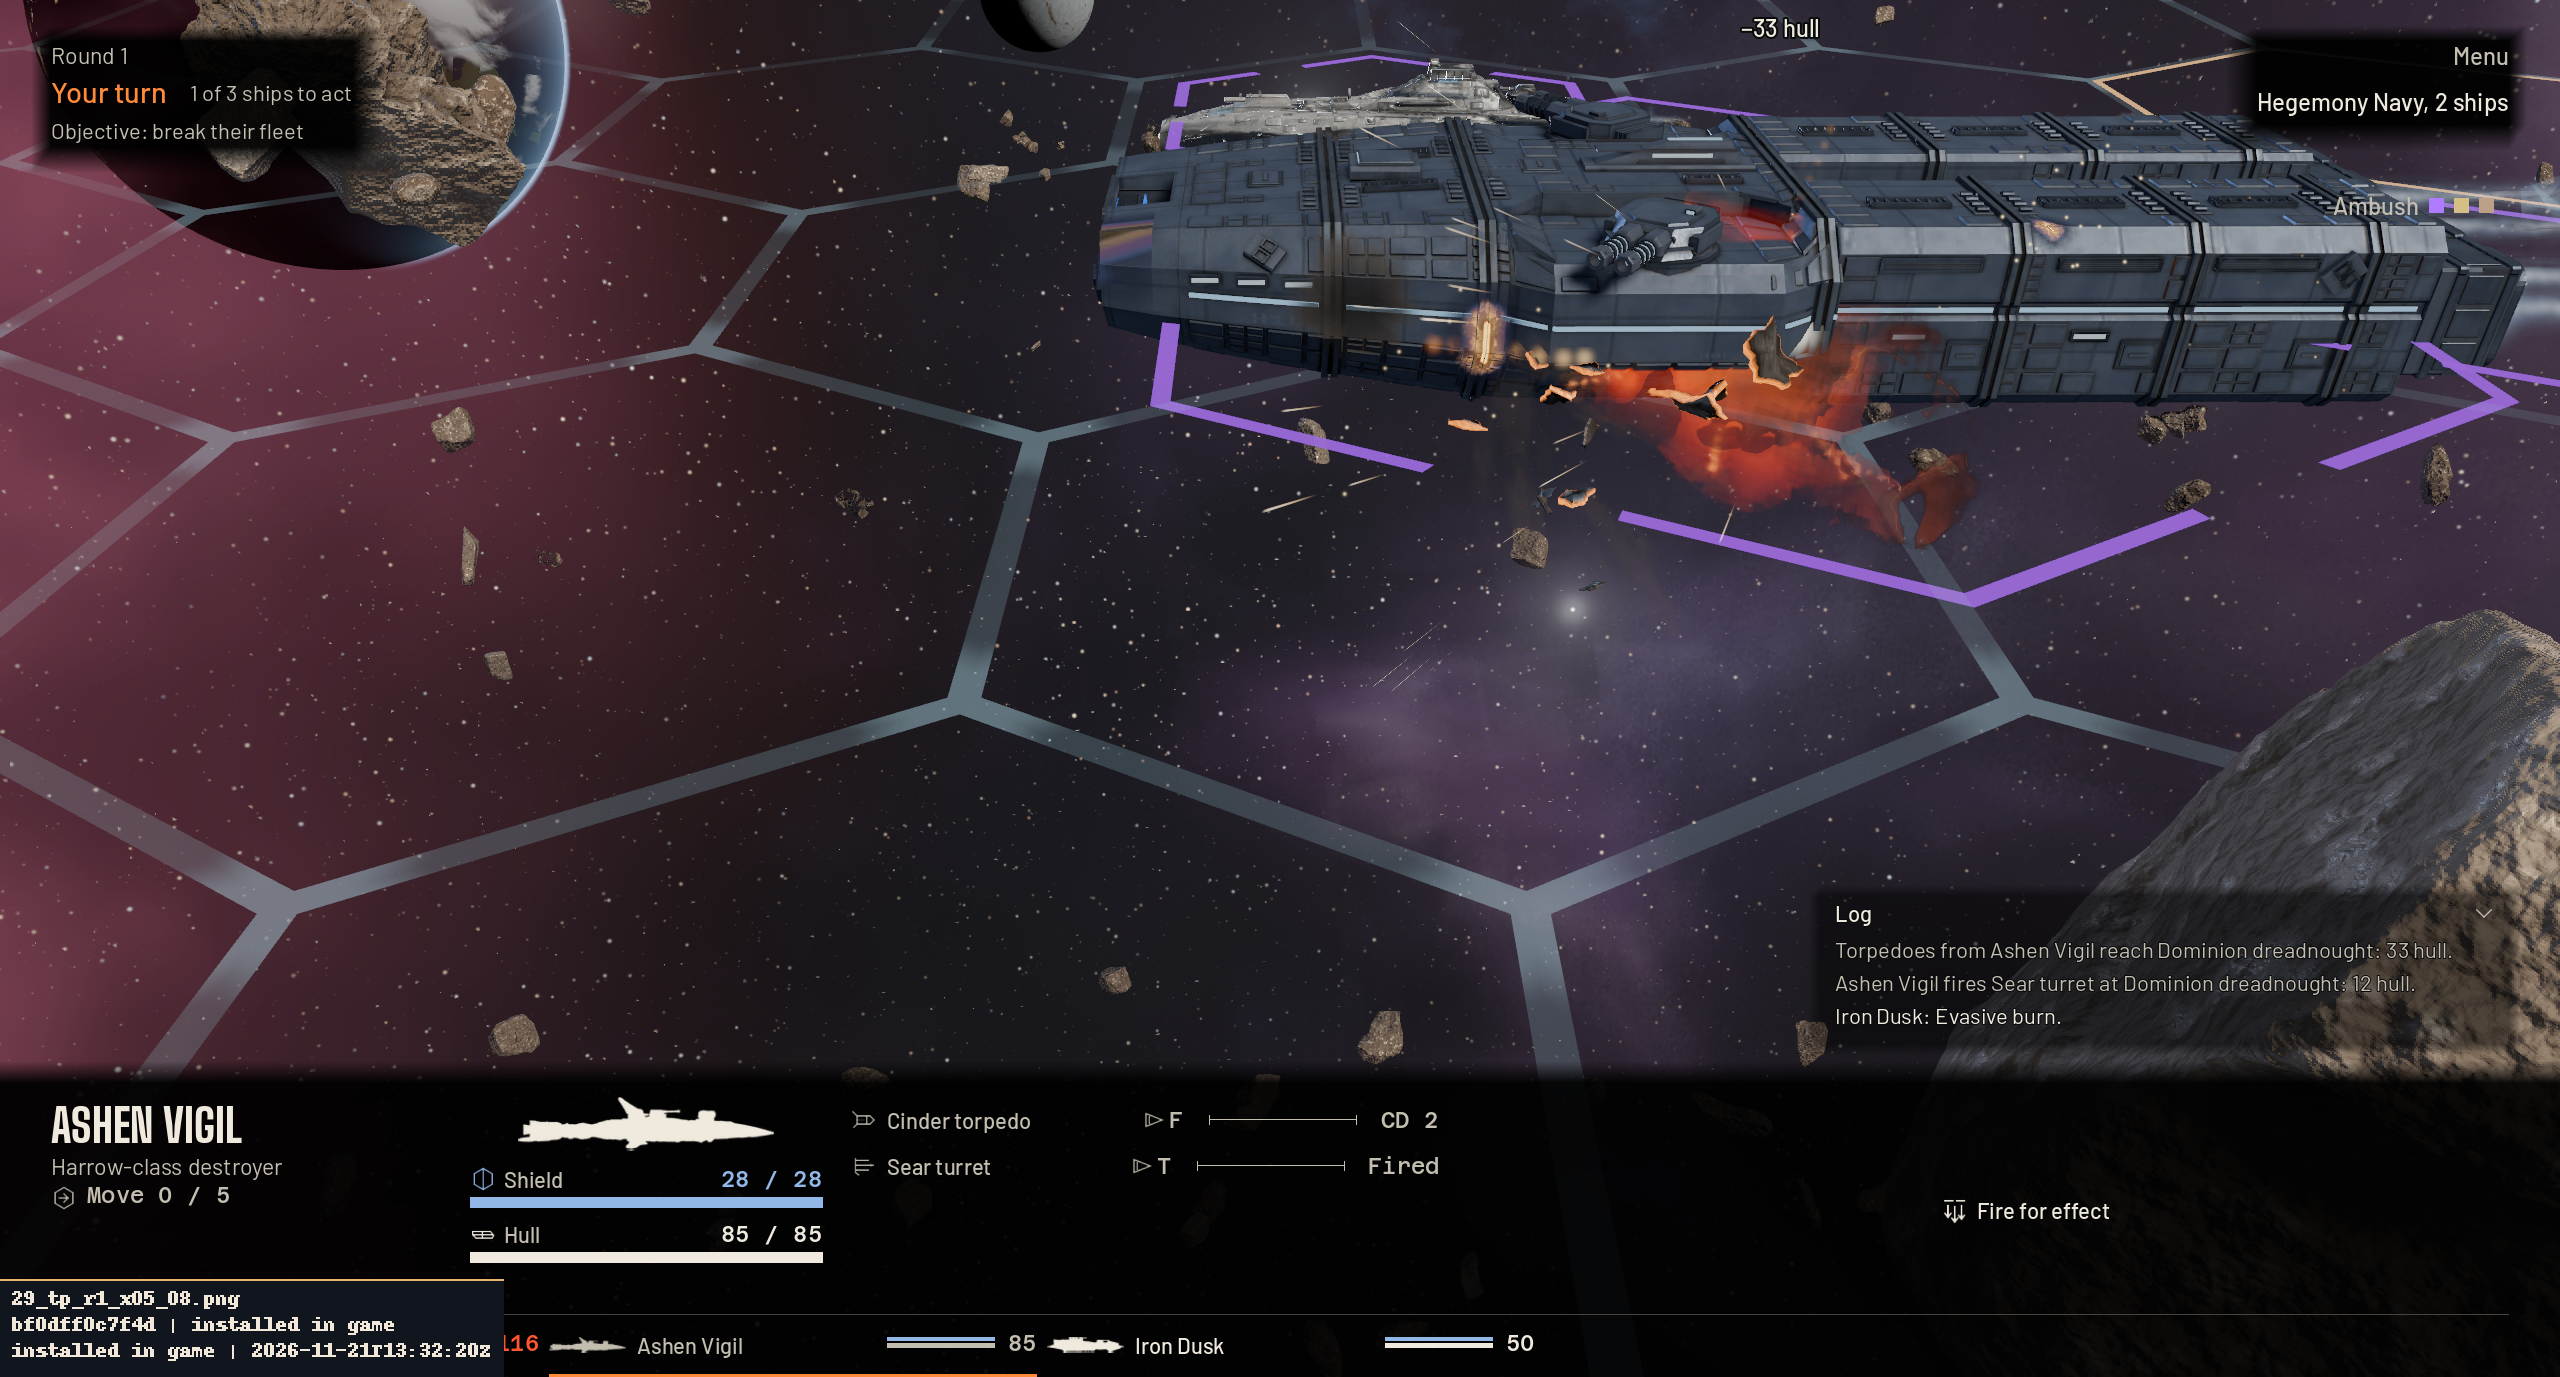 Round 1
Your turn 1 of 3 ships to act
Objective: break their fleet
−33 hull
Menu
Hegemony Navy, 2 ships
Ambush
Log
Torpedoes from Ashen Vigil reach Dominion dreadnought: 33 hull.
Ashen Vigil fires Sear turret at Dominion dreadnought: 12 hull.
Iron Dusk: Evasive burn.
ASHEN VIGIL
Harrow-class destroyer
Move 0 / 5
Shield 28 / 28
Hull 85 / 85
Cinder torpedo F CD 2
Sear turret T Fired
Fire for effect
29_tp_r1_x05_08.png
bf0dff0c7f4d | installed in game
installed in game | 2026-11-21r13:32:20z
116 Ashen Vigil 85 Iron Dusk 50